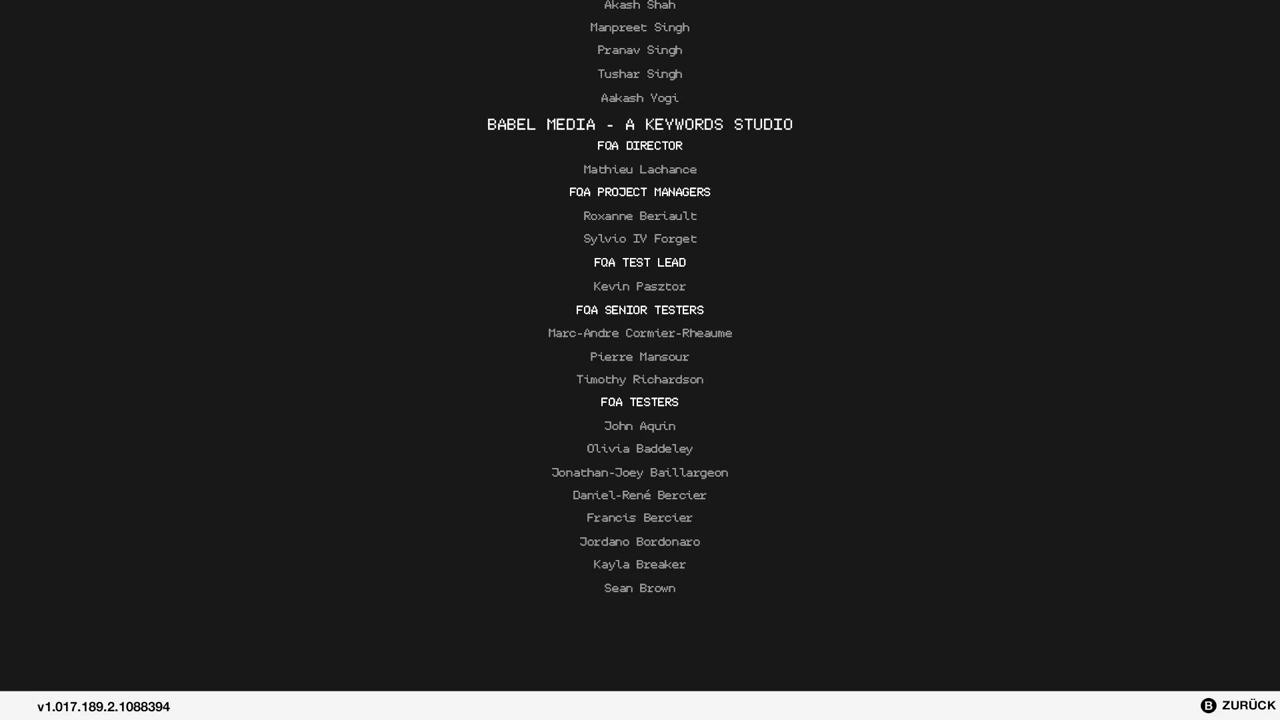 Akash Shah
Manpreet Singh
Pranav Singh
Tushar Singh
Aakash Yogi
BABEL MEDIA - A KEYWORDS STUDIO
FQA DIRECTOR
Mathieu Lachance
FQA PROJECT MANAGERS
Roxanne Beriault
Sylvio IV Forget
FQA TEST LEAD
Kevin Pasztor
FQA SENIOR TESTERS
Marc-Andre Cormier-Rheaume
Pierre Mansour
Timothy Richardson
FQA TESTERS
John Aquin
Olivia Baddeley
Jonathan-Joey Baillargeon
Daniel-René Bercier
Francis Bercier
Jordano Bordonaro
Kayla Breaker
Sean Brown
v1.017.189.2.1088394
B ZURÜCK